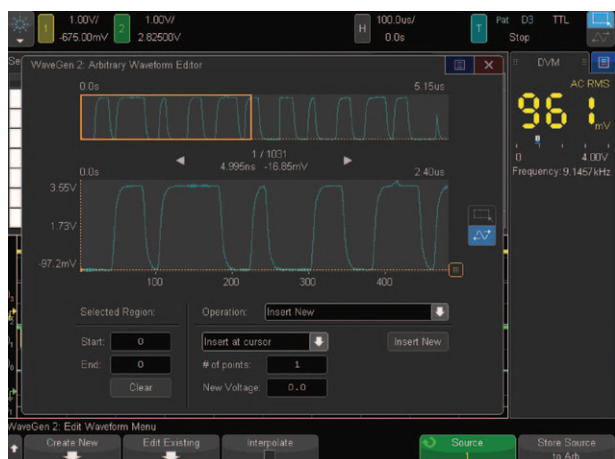 1 1.00V/ -675.00mV 2 1.00V/ 2.82500V H 100.0us/ 0.0s T Pat D3 TTL Stop
WaveGen 2: Arbitrary Waveform Editor
DVM
AC RMS
961 mV
0 4.00V
Frequency: 9.1457kHz
0.0s 5.15us
1 / 1031
4.995ns -16.85mV
0.0s 2.40us
3.55V
1.73V
-97.2mV
100 200 300 400
Selected Region:
Start: 0
End: 0
Clear
Operation: Insert New
Insert at cursor
Insert New
# of points: 1
New Voltage: 0.0
WaveGen 2: Edit Waveform Menu
Create New
Edit Existing
Interpolate
Source
1
Store Source
to Arb